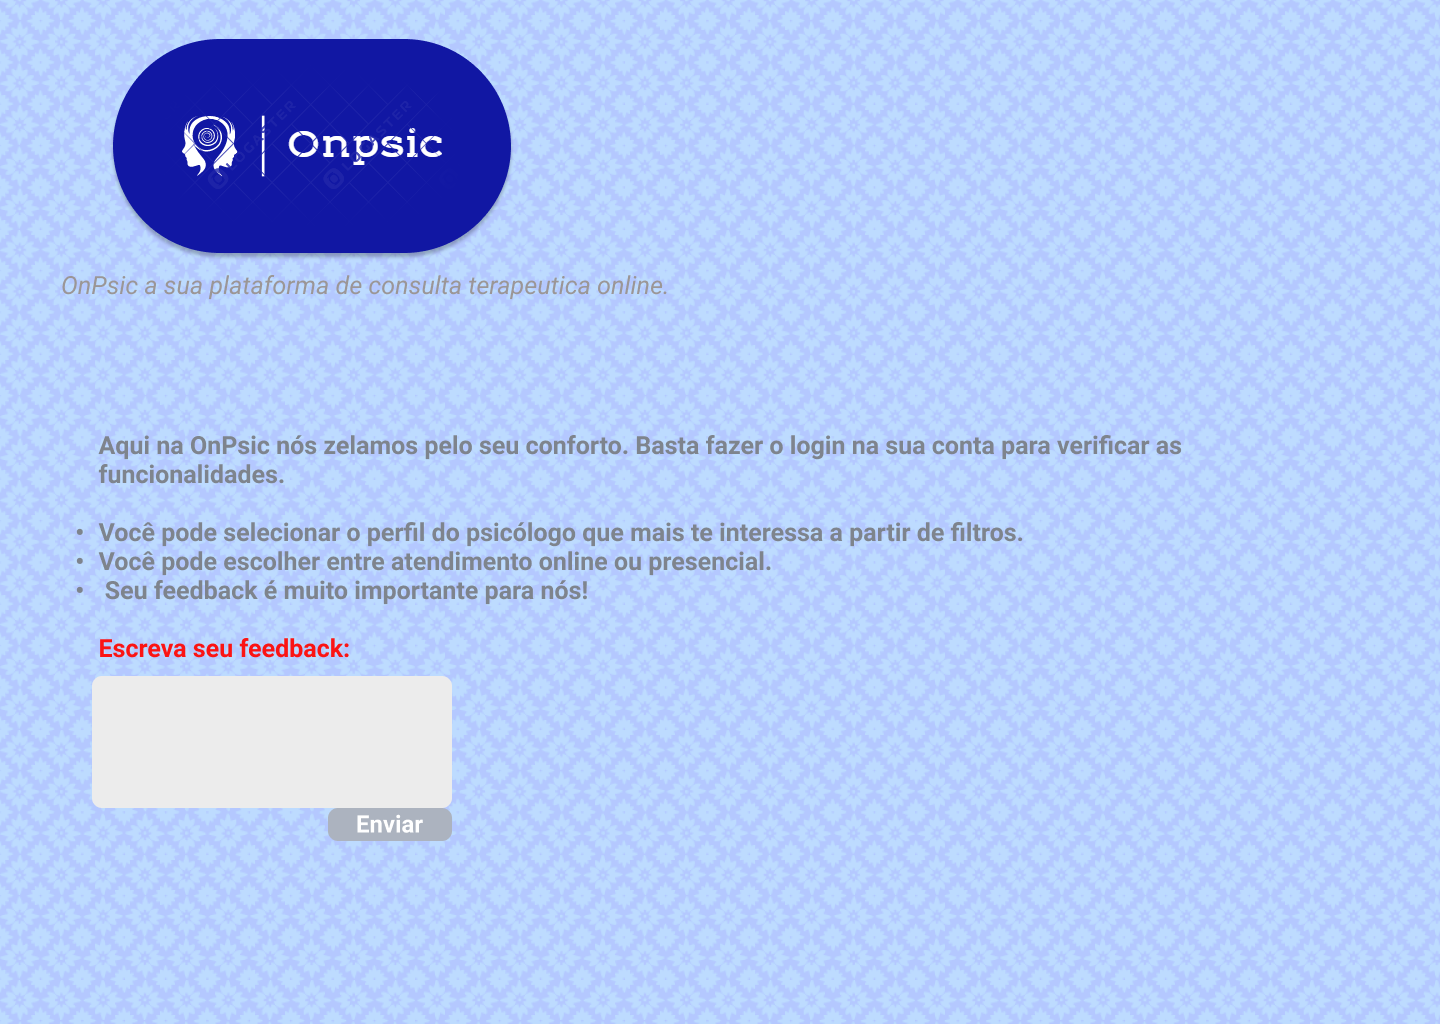 Onpsic
OnPsic a sua plataforma de consulta terapeutica online.
Aqui na OnPsic nós zelamos pelo seu conforto. Basta fazer o login na sua conta para verificar as
funcionalidades.
• Você pode selecionar o perfil do psicólogo que mais te interessa a partir de filtros.
• Você pode escolher entre atendimento online ou presencial.
• Seu feedback é muito importante para nós!
Escreva seu feedback:
Enviar